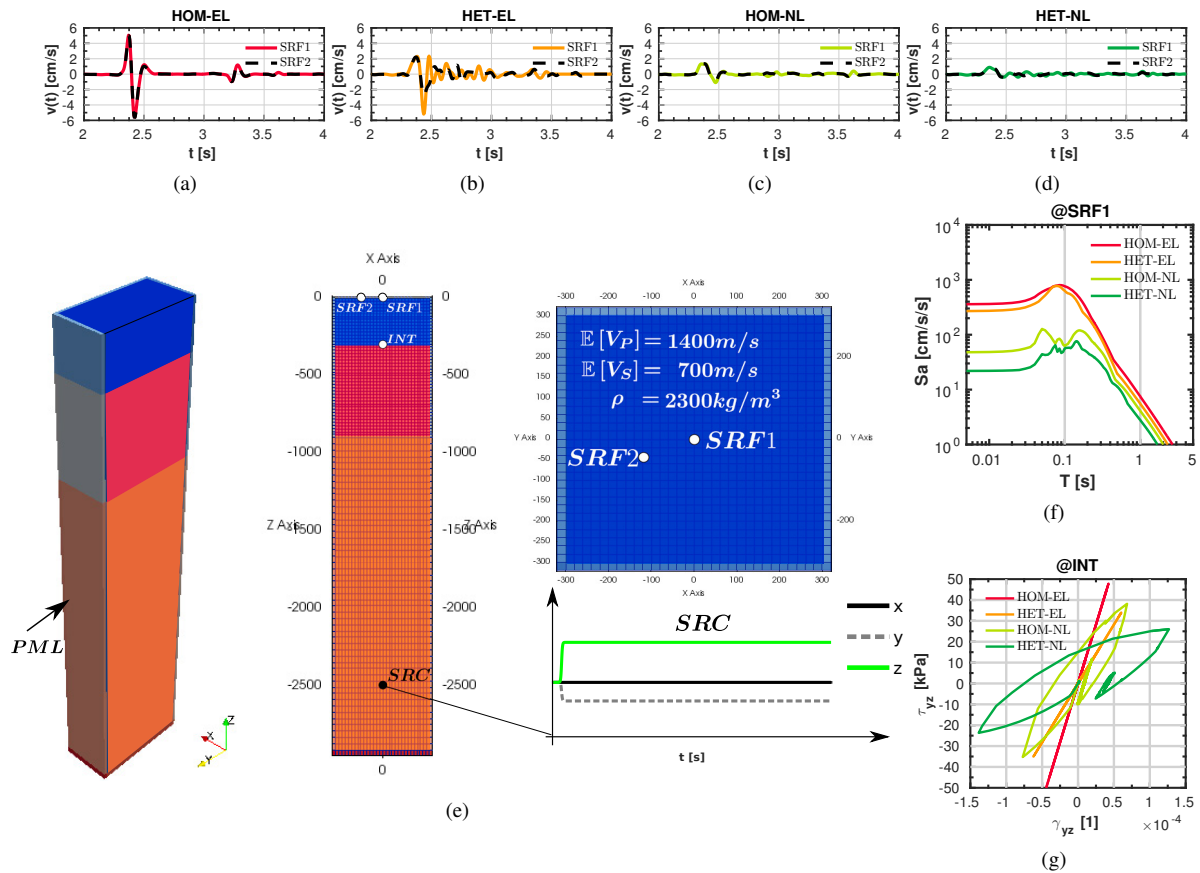 HOM-EL
HET-EL
HOM-NL
HET-NL
6 4 2 0 -2 -4 -6
v(t) [cm/s]
SRF1
SRF2
2 2.5 3 3.5 4
t [s]
(a)
6 4 2 0 -2 -4 -6
v(t) [cm/s]
SRF1
SRF2
2 2.5 3 3.5 4
t [s]
(b)
6 4 2 0 -2 -4 -6
v(t) [cm/s]
SRF1
SRF2
2 2.5 3 3.5 4
t [s]
(c)
6 4 2 0 -2 -4 -6
v(t) [cm/s]
SRF1
SRF2
2 2.5 3 3.5 4
t [s]
(d)
PML
Z
X
Y
X Axis
0
0 0
SRF2 SRF1
INT
-500 -500
-1000 -1000
Z Axis -1500 -1500 Z Axis
-2000 -2000
SRC
-2500 -2500
0
X Axis
-300 -200 -100 0 100 200 300
300
250
200 200
150
100
50
Y Axis 0 0 Y Axis
-50
-100
-150
-200 -200
-250
-300
𝔼 [V_P] = 1400m/s
𝔼 [V_S] = 700m/s
ρ = 2300kg/m³
SRF1
SRF2
-300 -200 -100 0 100 200 300
X Axis
SRC
x
y
z
t [s]
(e)
@SRF1
10⁴
10³
10²
10¹
10⁰
Sa [cm/s/s]
HOM-EL
HET-EL
HOM-NL
HET-NL
0.01 0.1 1 5
T [s]
(f)
@INT
50
40
30
20
10
0
-10
-20
-30
-40
-50
τ_yz [kPa]
HOM-EL
HET-EL
HOM-NL
HET-NL
-1.5 -1 -0.5 0 0.5 1 1.5
γ_yz [1] ×10⁻⁴
(g)